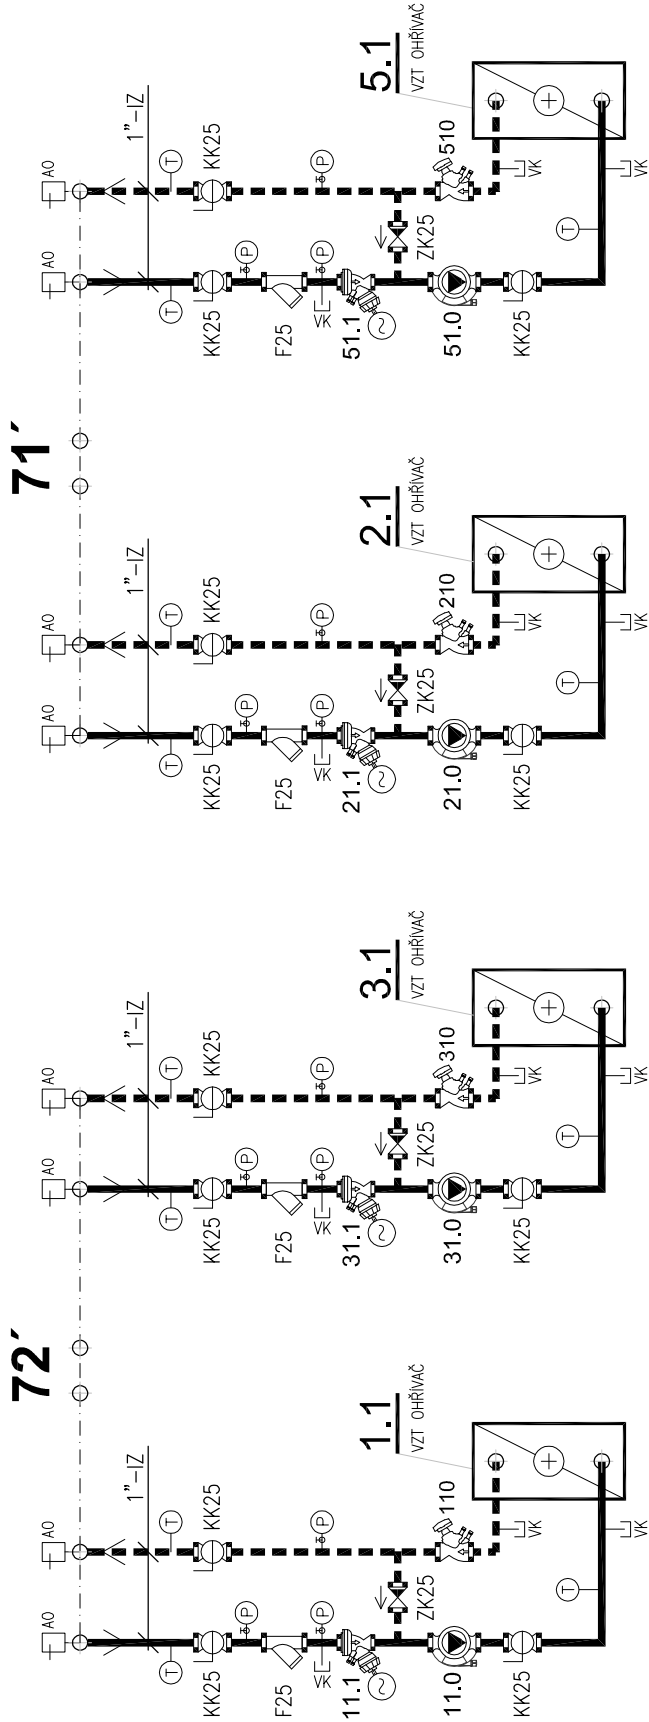 71´
AO
AO
1"–IZ
T
T
KK25
KK25
P
F25
P
P
VK
51.1
ZK25
510
51.0
KK25
T
VK
VK
5.1
VZT OHŘÍVAČ
AO
AO
1"–IZ
T
T
KK25
KK25
P
F25
P
P
VK
21.1
ZK25
210
21.0
KK25
T
VK
VK
2.1
VZT OHŘÍVAČ
72´
AO
AO
1"–IZ
T
T
KK25
KK25
P
F25
P
P
VK
31.1
ZK25
310
31.0
KK25
T
VK
VK
3.1
VZT OHŘÍVAČ
AO
AO
1"–IZ
T
T
KK25
KK25
P
F25
P
P
VK
11.1
ZK25
110
11.0
KK25
T
VK
VK
1.1
VZT OHŘÍVAČ